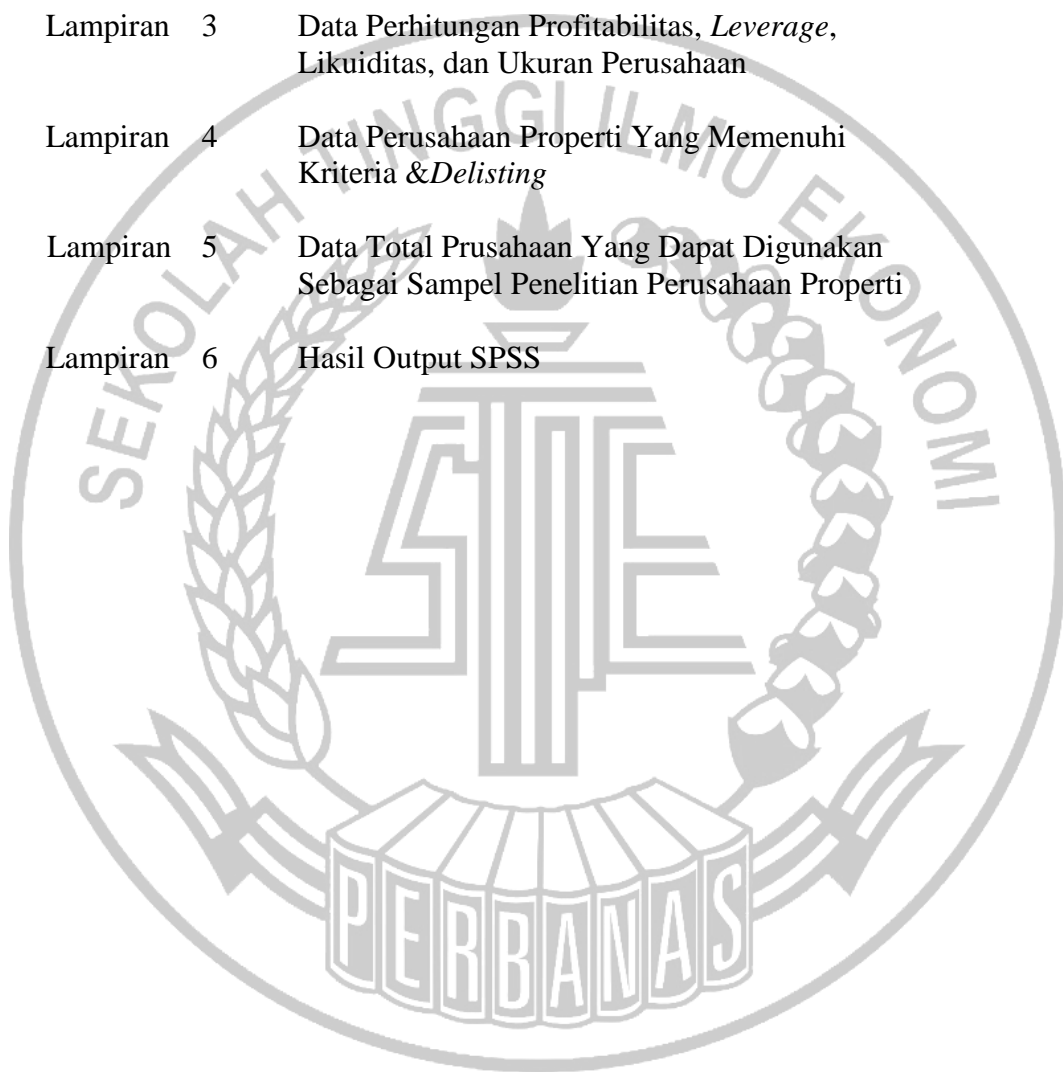 Lampiran 3 Data Perhitungan Profitabilitas, Leverage,
Likuiditas, dan Ukuran Perusahaan
Lampiran 4 Data Perusahaan Properti Yang Memenuhi
Kriteria &Delisting
Lampiran 5 Data Total Prusahaan Yang Dapat Digunakan
Sebagai Sampel Penelitian Perusahaan Properti
Lampiran 6 Hasil Output SPSS
SEKOLAH TINGGI ILMU EKONOMI
STIE
PERBANAS